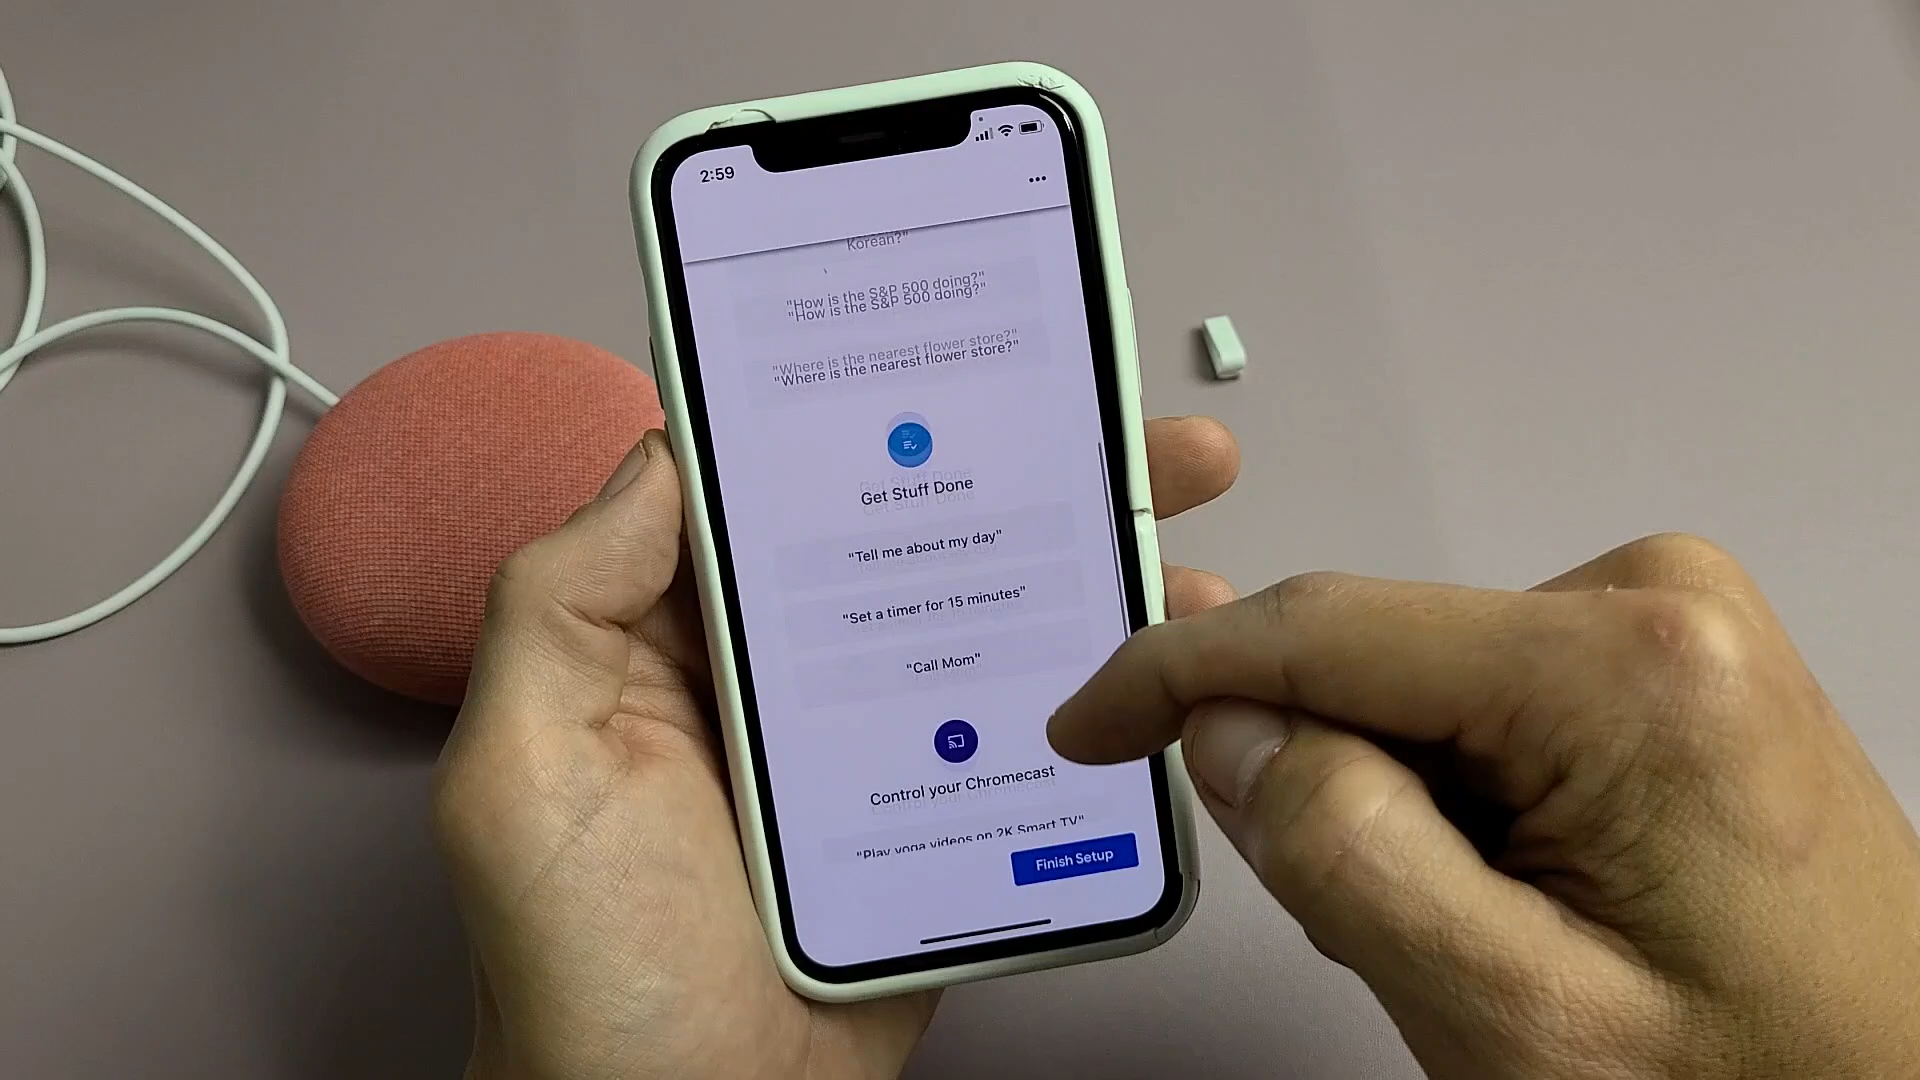 2:59
Korean?"
"How is the S&P 500 doing?"
"Where is the nearest flower store?"
Get Stuff Done
"Tell me about my day"
"Set a timer for 15 minutes"
"Call Mom"
Control your Chromecast
"Play yoga videos on 2K Smart TV"
Finish Setup